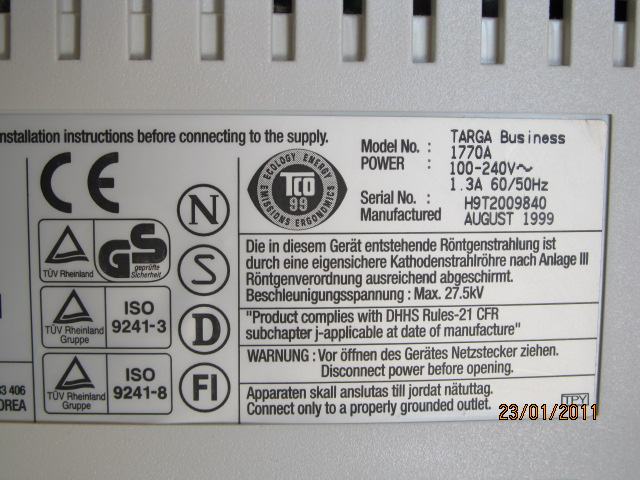 nstallation instructions before connecting to the supply.
CE
TÜV Rheinland
GS
geprüfte
Sicherheit
TÜV Rheinland
Gruppe
ISO
9241-3
TÜV Rheinland
Gruppe
ISO
9241-8
93 406
OREA
N
S
D
FI
ECOLOGY ENERGY
TCO
99
EMISSIONS ERGONOMICS
Model No. : TARGA Business
1770A
POWER : 100-240V~
1.3A 60/50Hz
Serial No. : H9T2009840
Manufactured AUGUST 1999
Die in diesem Gerät entstehende Röntgenstrahlung ist
durch eine eigensichere Kathodenstrahlröhre nach Anlage III
Röntgenverordnung ausreichend abgeschirmt.
Beschleunigungsspannung : Max. 27.5kV
"Product complies with DHHS Rules-21 CFR
subchapter j-applicable at date of manufacture"
WARNUNG : Vor öffnen des Gerätes Netzstecker ziehen.
Disconnect power before opening.
Apparaten skall anslutas till jordat nätuttag.
Connect only to a properly grounded outlet.
TPY
23/01/2011